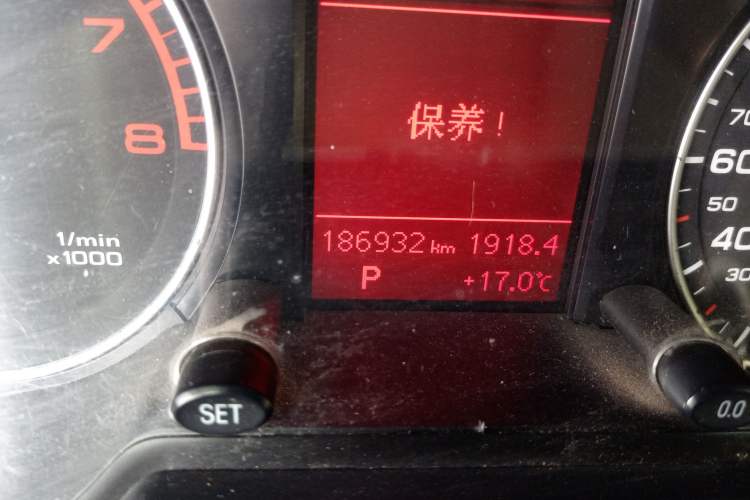 7
8
1/min
x1000
保养！
186932 km 1918.4
P +17.0℃
SET
70
60
50
40
30
0.0